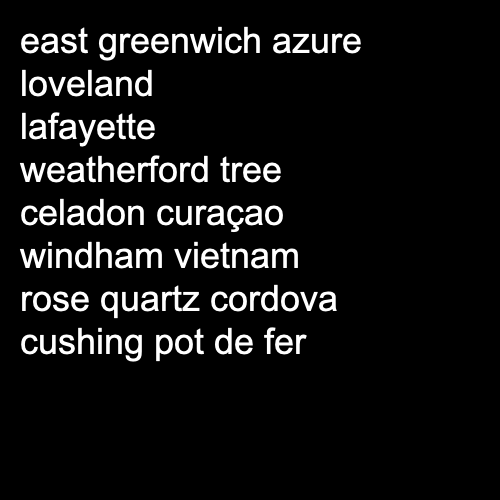 east greenwich azure
loveland
lafayette
weatherford tree
celadon curaçao
windham vietnam
rose quartz cordova
cushing pot de fer